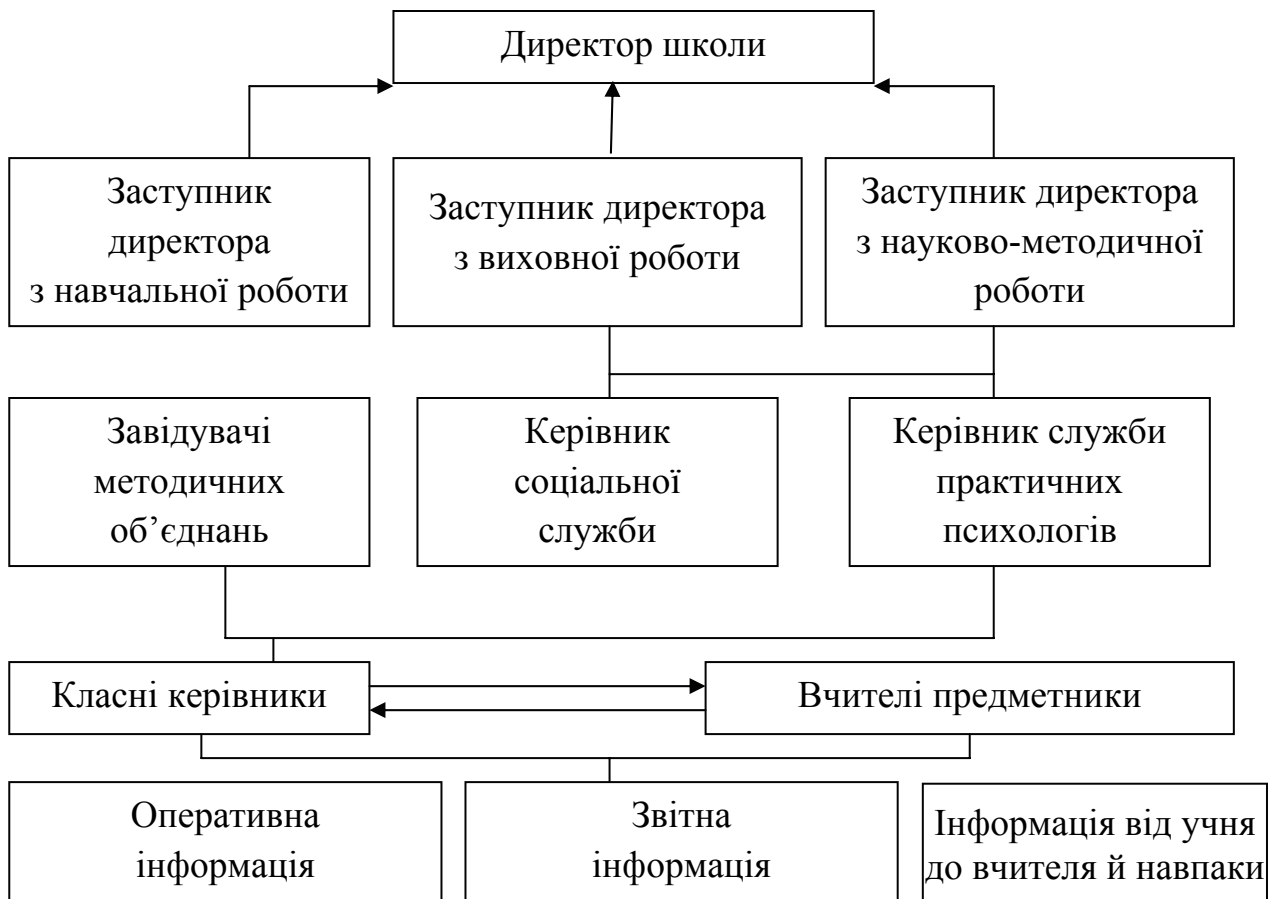 Директор школи
Заступник
директора
з навчальної роботи
Заступник директора
з виховної роботи
Заступник директора
з науково-методичної
роботи
Завідувачі
методичних
об’єднань
Керівник
соціальної
служби
Керівник служби
практичних
психологів
Класні керівники
Вчителі предметники
Оперативна
інформація
Звітна
інформація
Інформація від учня
до вчителя й навпаки